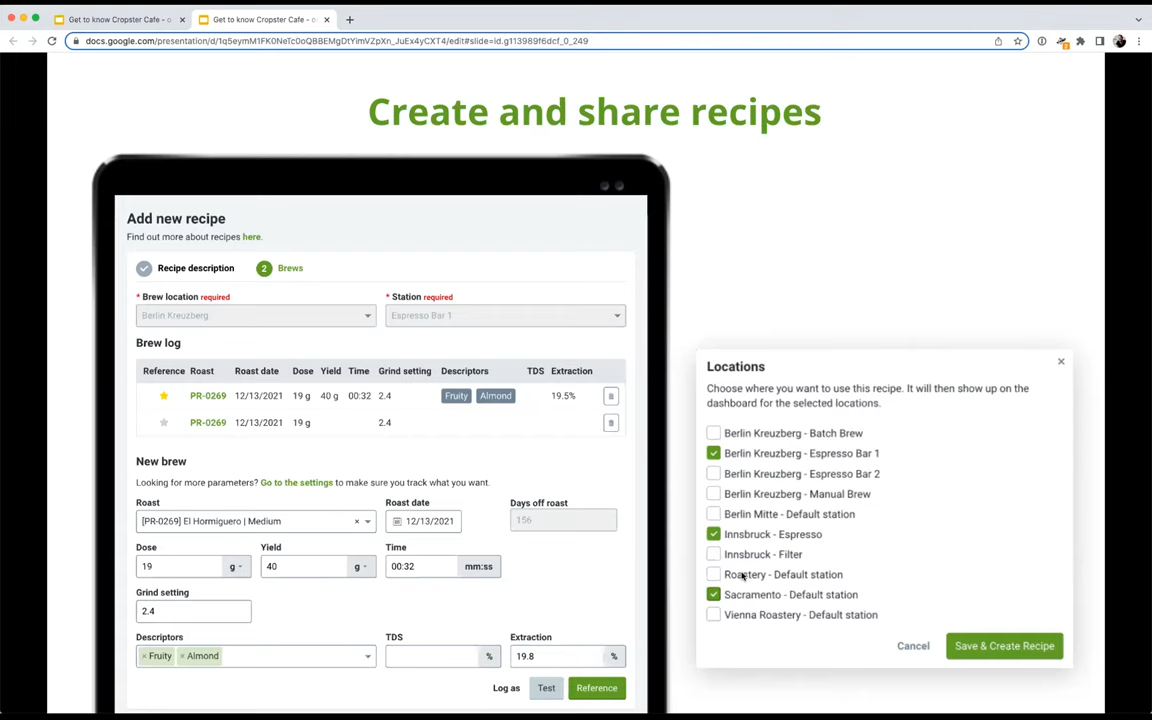 Get to know Cropster Cafe - o × Get to know Cropster Cafe - o × +
docs.google.com/presentation/d/1q5eymM1FK0NeTc0oQBBEMgDtYimVZpXn_JuEx4yCXT4/edit#slide=id.g113989f6dcf_0_249
Create and share recipes
Add new recipe
Find out more about recipes here.
Recipe description 2 Brews
* Brew location required * Station required
Berlin Kreuzberg Espresso Bar 1
Brew log
Reference Roast Roast date Dose Yield Time Grind setting Descriptors TDS Extraction
PR-0269 12/13/2021 19 g 40 g 00:32 2.4 Fruity Almond 19.5%
PR-0269 12/13/2021 19 g 2.4
New brew
Looking for more parameters? Go to the settings to make sure you track what you want.
Roast Roast date Days off roast
[PR-0269] El Hormiguero | Medium × 12/13/2021 156
Dose Yield Time
19 g 40 g 00:32 mm:ss
Grind setting
2.4
Descriptors TDS Extraction
× Fruity × Almond % 19.8 %
Log as Test Reference
Locations ×
Choose where you want to use this recipe. It will then show up on the
dashboard for the selected locations.
Berlin Kreuzberg - Batch Brew
Berlin Kreuzberg - Espresso Bar 1
Berlin Kreuzberg - Espresso Bar 2
Berlin Kreuzberg - Manual Brew
Berlin Mitte - Default station
Innsbruck - Espresso
Innsbruck - Filter
Roastery - Default station
Sacramento - Default station
Vienna Roastery - Default station
Cancel Save & Create Recipe